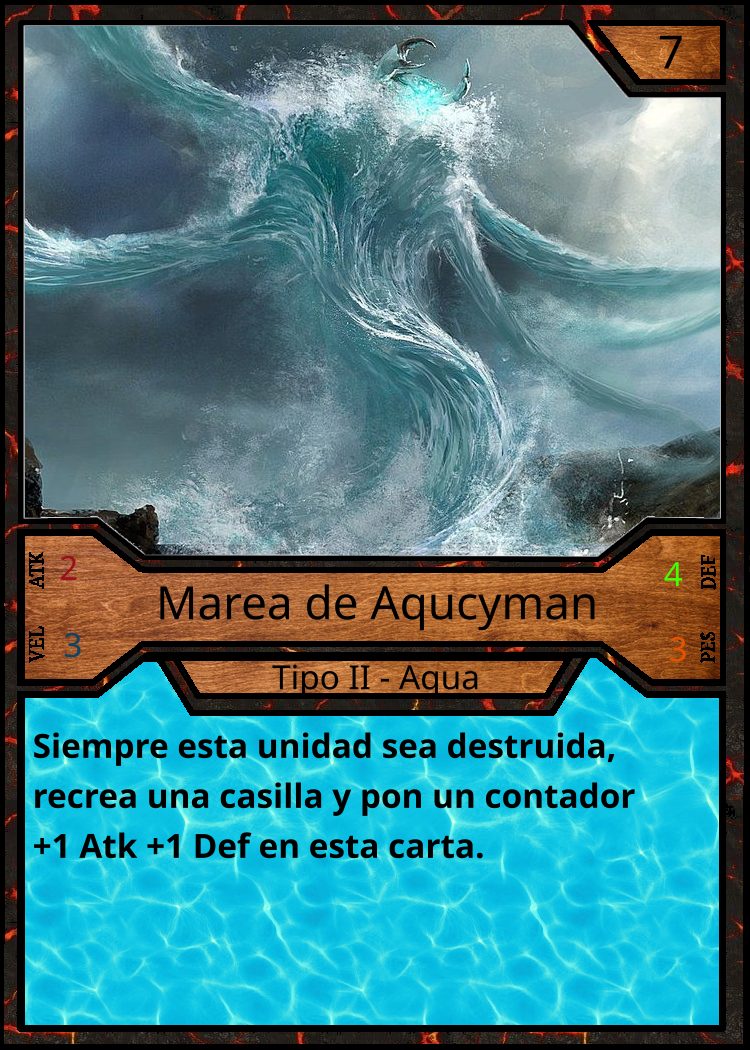 7
ATK 2
4 DEF
Marea de Aqucyman
VEL 3
3 PES
Tipo II - Aqua
Siempre esta unidad sea destruida,
recrea una casilla y pon un contador
+1 Atk +1 Def en esta carta.